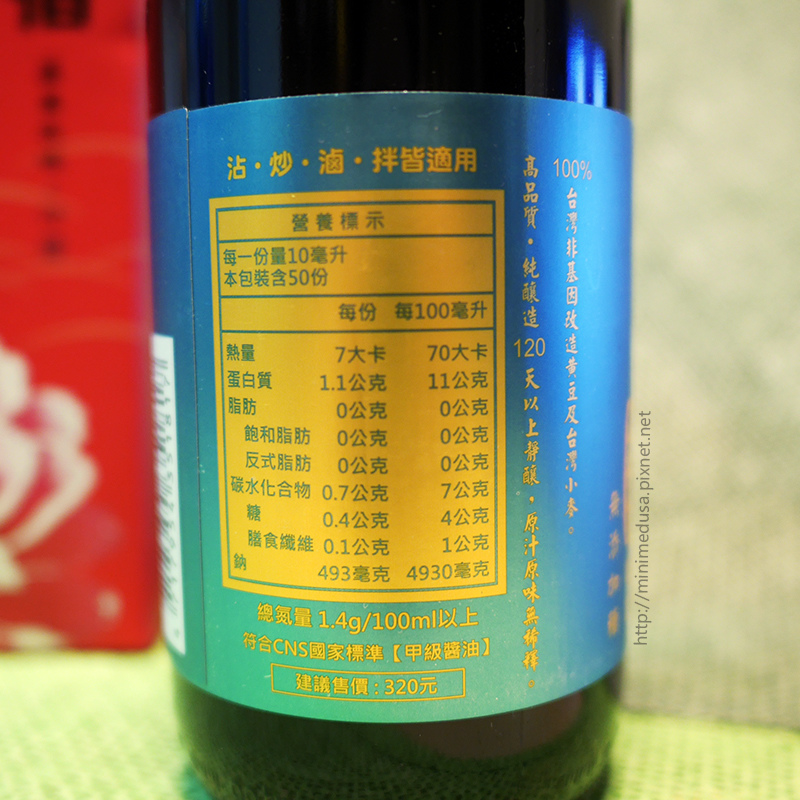 沾・炒・滷・拌皆適用
營養標示
每一份量10毫升
本包裝含50份
每份 每100毫升
熱量 7大卡 70大卡
蛋白質 1.1公克 11公克
脂肪 0公克 0公克
飽和脂肪 0公克 0公克
反式脂肪 0公克 0公克
碳水化合物 0.7公克 7公克
糖 0.4公克 4公克
膳食纖維 0.1公克 1公克
鈉 493毫克 4930毫克
總氮量 1.4g/100ml以上
符合CNS國家標準【甲級醬油】
建議售價:320元
100%台灣非基因改造黃豆及台灣小麥。
高品質・純釀造120天以上靜釀，原汁原味無稀釋。
http://minimedusa.pixnet.net